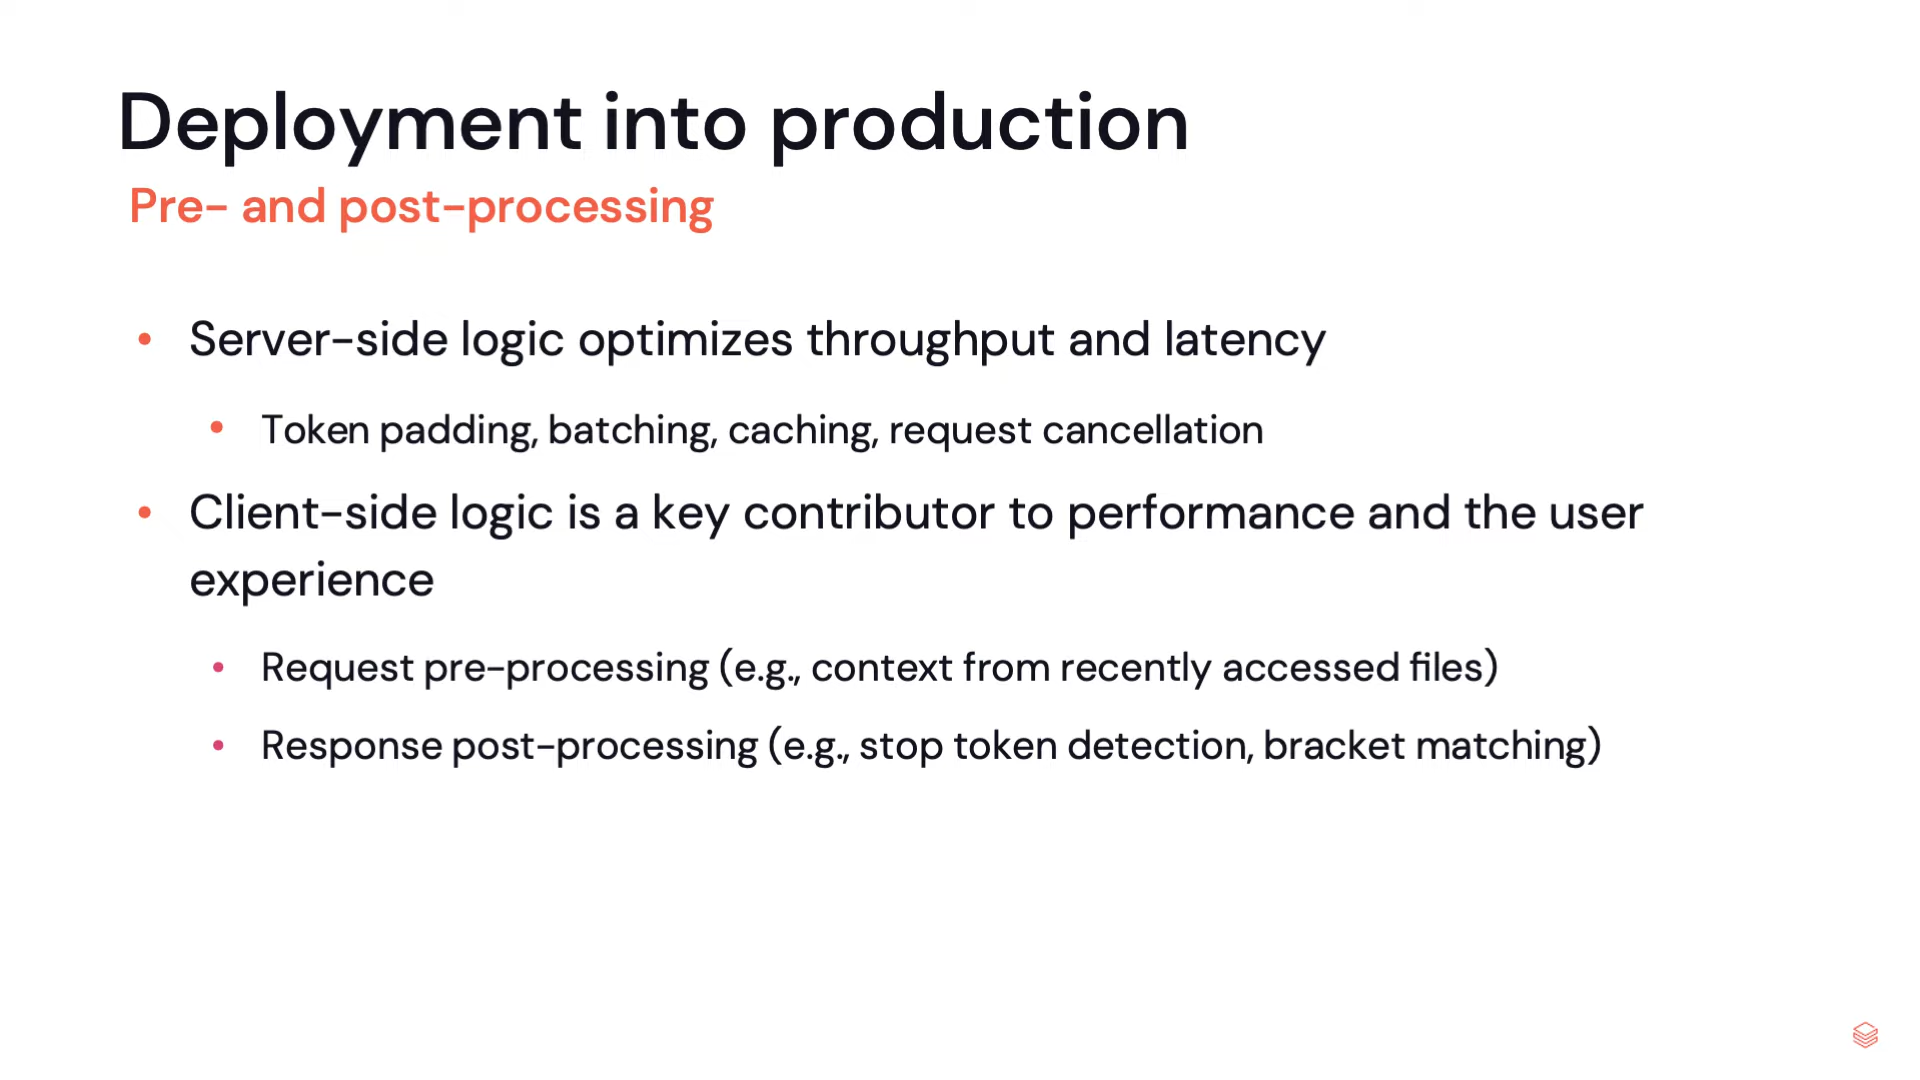 Deployment into production
Pre- and post-processing
• Server-side logic optimizes throughput and latency
• Token padding, batching, caching, request cancellation
• Client-side logic is a key contributor to performance and the user
experience
• Request pre-processing (e.g., context from recently accessed files)
• Response post-processing (e.g., stop token detection, bracket matching)